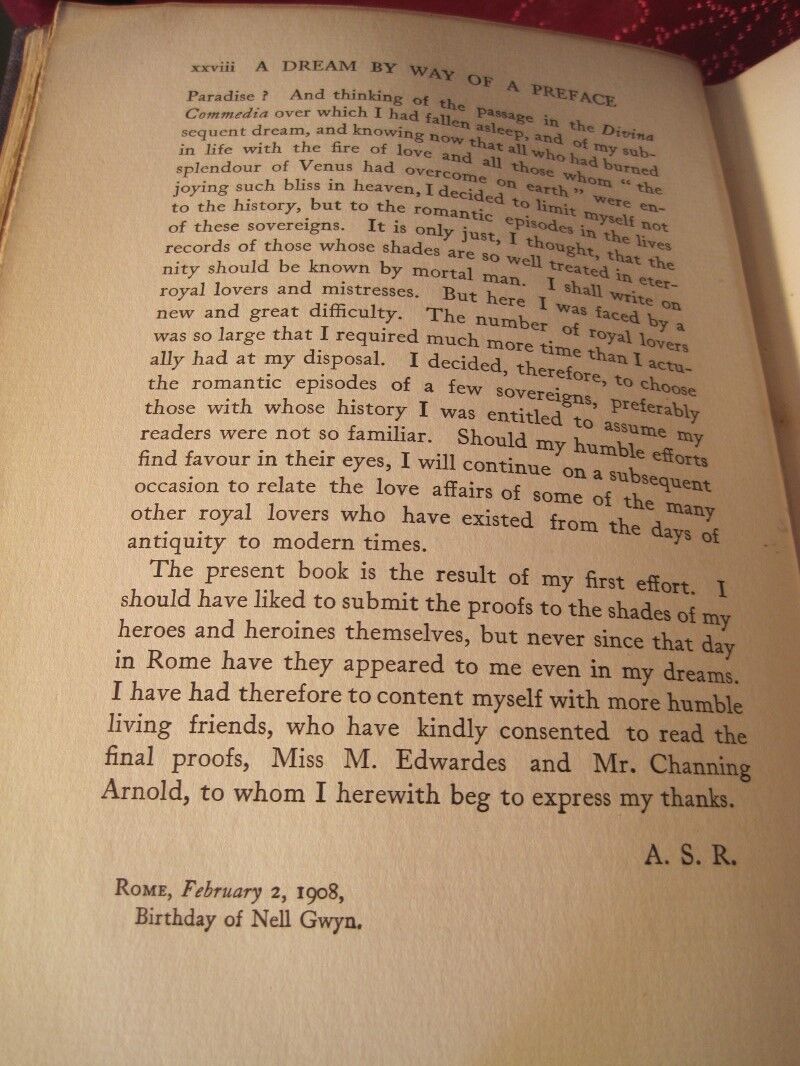 xxviii A DREAM BY WAY OF A PREFACE
Paradise ? And thinking of the passage in the Divina
Commedia over which I had fallen asleep, and of my sub-
sequent dream, and knowing now that all who had burned
in life with the fire of love and all those whom “ the
splendour of Venus had overcome on earth ” were en-
joying such bliss in heaven, I decided to limit myself not
to the history, but to the romantic episodes in the lives
of these sovereigns. It is only just, I thought, that the
records of those whose shades are so well treated in eter-
nity should be known by mortal man. I shall write on
royal lovers and mistresses. But here I was faced by a
new and great difficulty. The number of royal lovers
was so large that I required much more time than I actu-
ally had at my disposal. I decided, therefore, to choose
the romantic episodes of a few sovereigns, preferably
those with whose history I was entitled to assume my
readers were not so familiar. Should my humble efforts
find favour in their eyes, I will continue on a subsequent
occasion to relate the love affairs of some of the many
other royal lovers who have existed from the days of
antiquity to modern times.
The present book is the result of my first effort. I
should have liked to submit the proofs to the shades of my
heroes and heroines themselves, but never since that day
in Rome have they appeared to me even in my dreams.
I have had therefore to content myself with more humble
living friends, who have kindly consented to read the
final proofs, Miss M. Edwardes and Mr. Channing
Arnold, to whom I herewith beg to express my thanks.
A. S. R.
ROME, February 2, 1908,
Birthday of Nell Gwyn.